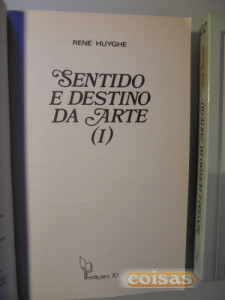 RENÉ HUYGHE
SENTIDO
E DESTINO
DA ARTE
(I)
edições 70
coisas